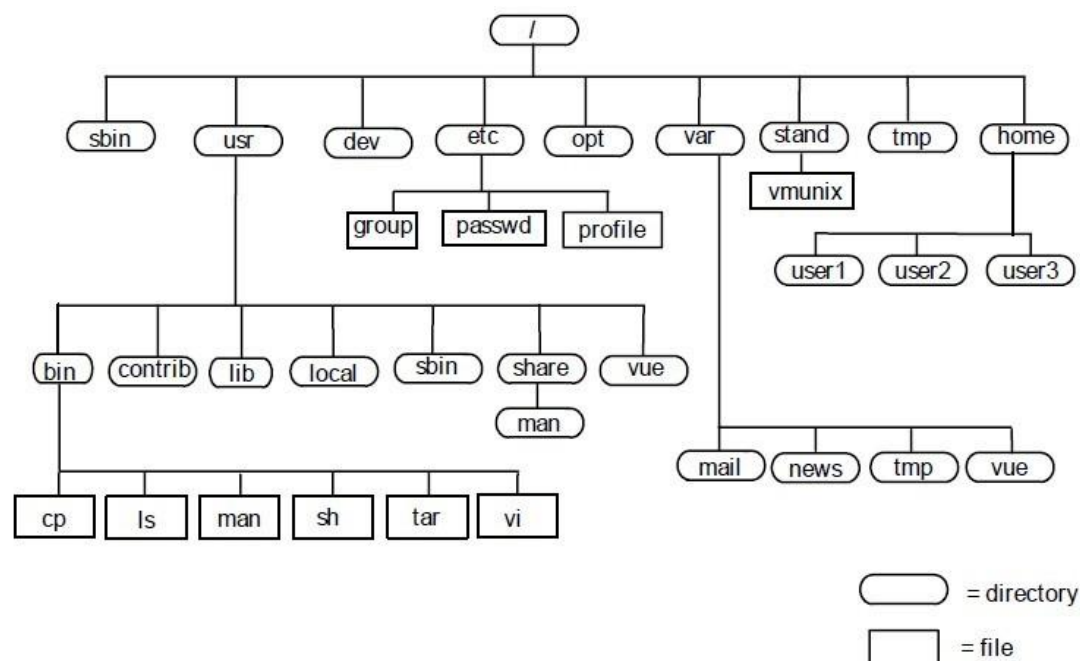 /
sbin usr dev etc opt var stand tmp home
vmunix
group passwd profile
user1 user2 user3
bin contrib lib local sbin share vue
man
mail news tmp vue
cp ls man sh tar vi
= directory
= file